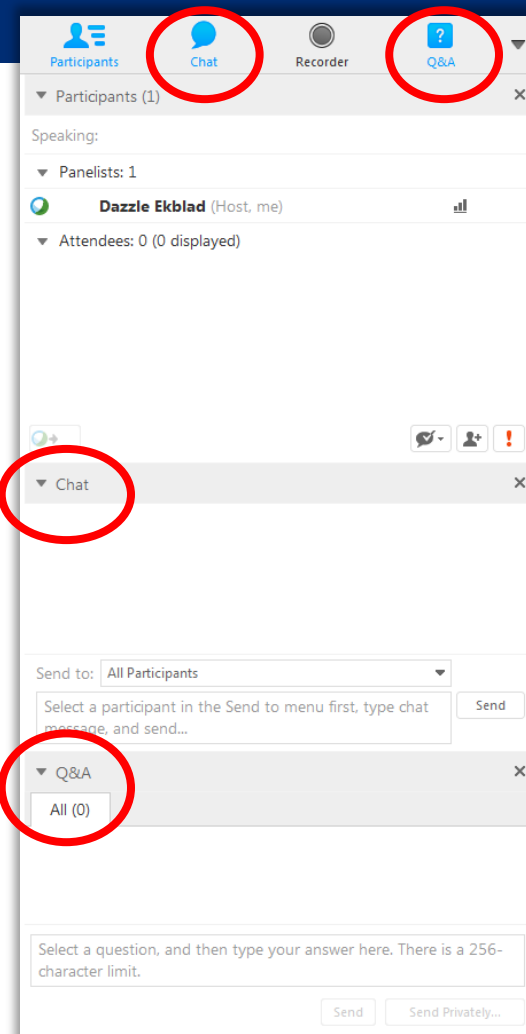 Participants Chat Recorder Q&A
Participants (1)
Speaking:
Panelists: 1
Dazzle Ekblad (Host, me)
Attendees: 0 (0 displayed)
Chat
Send to: All Participants
Select a participant in the Send to menu first, type chat
message, and send...
Send
Q&A
All (0)
Select a question, and then type your answer here. There is a 256-
character limit.
Send Send Privately...